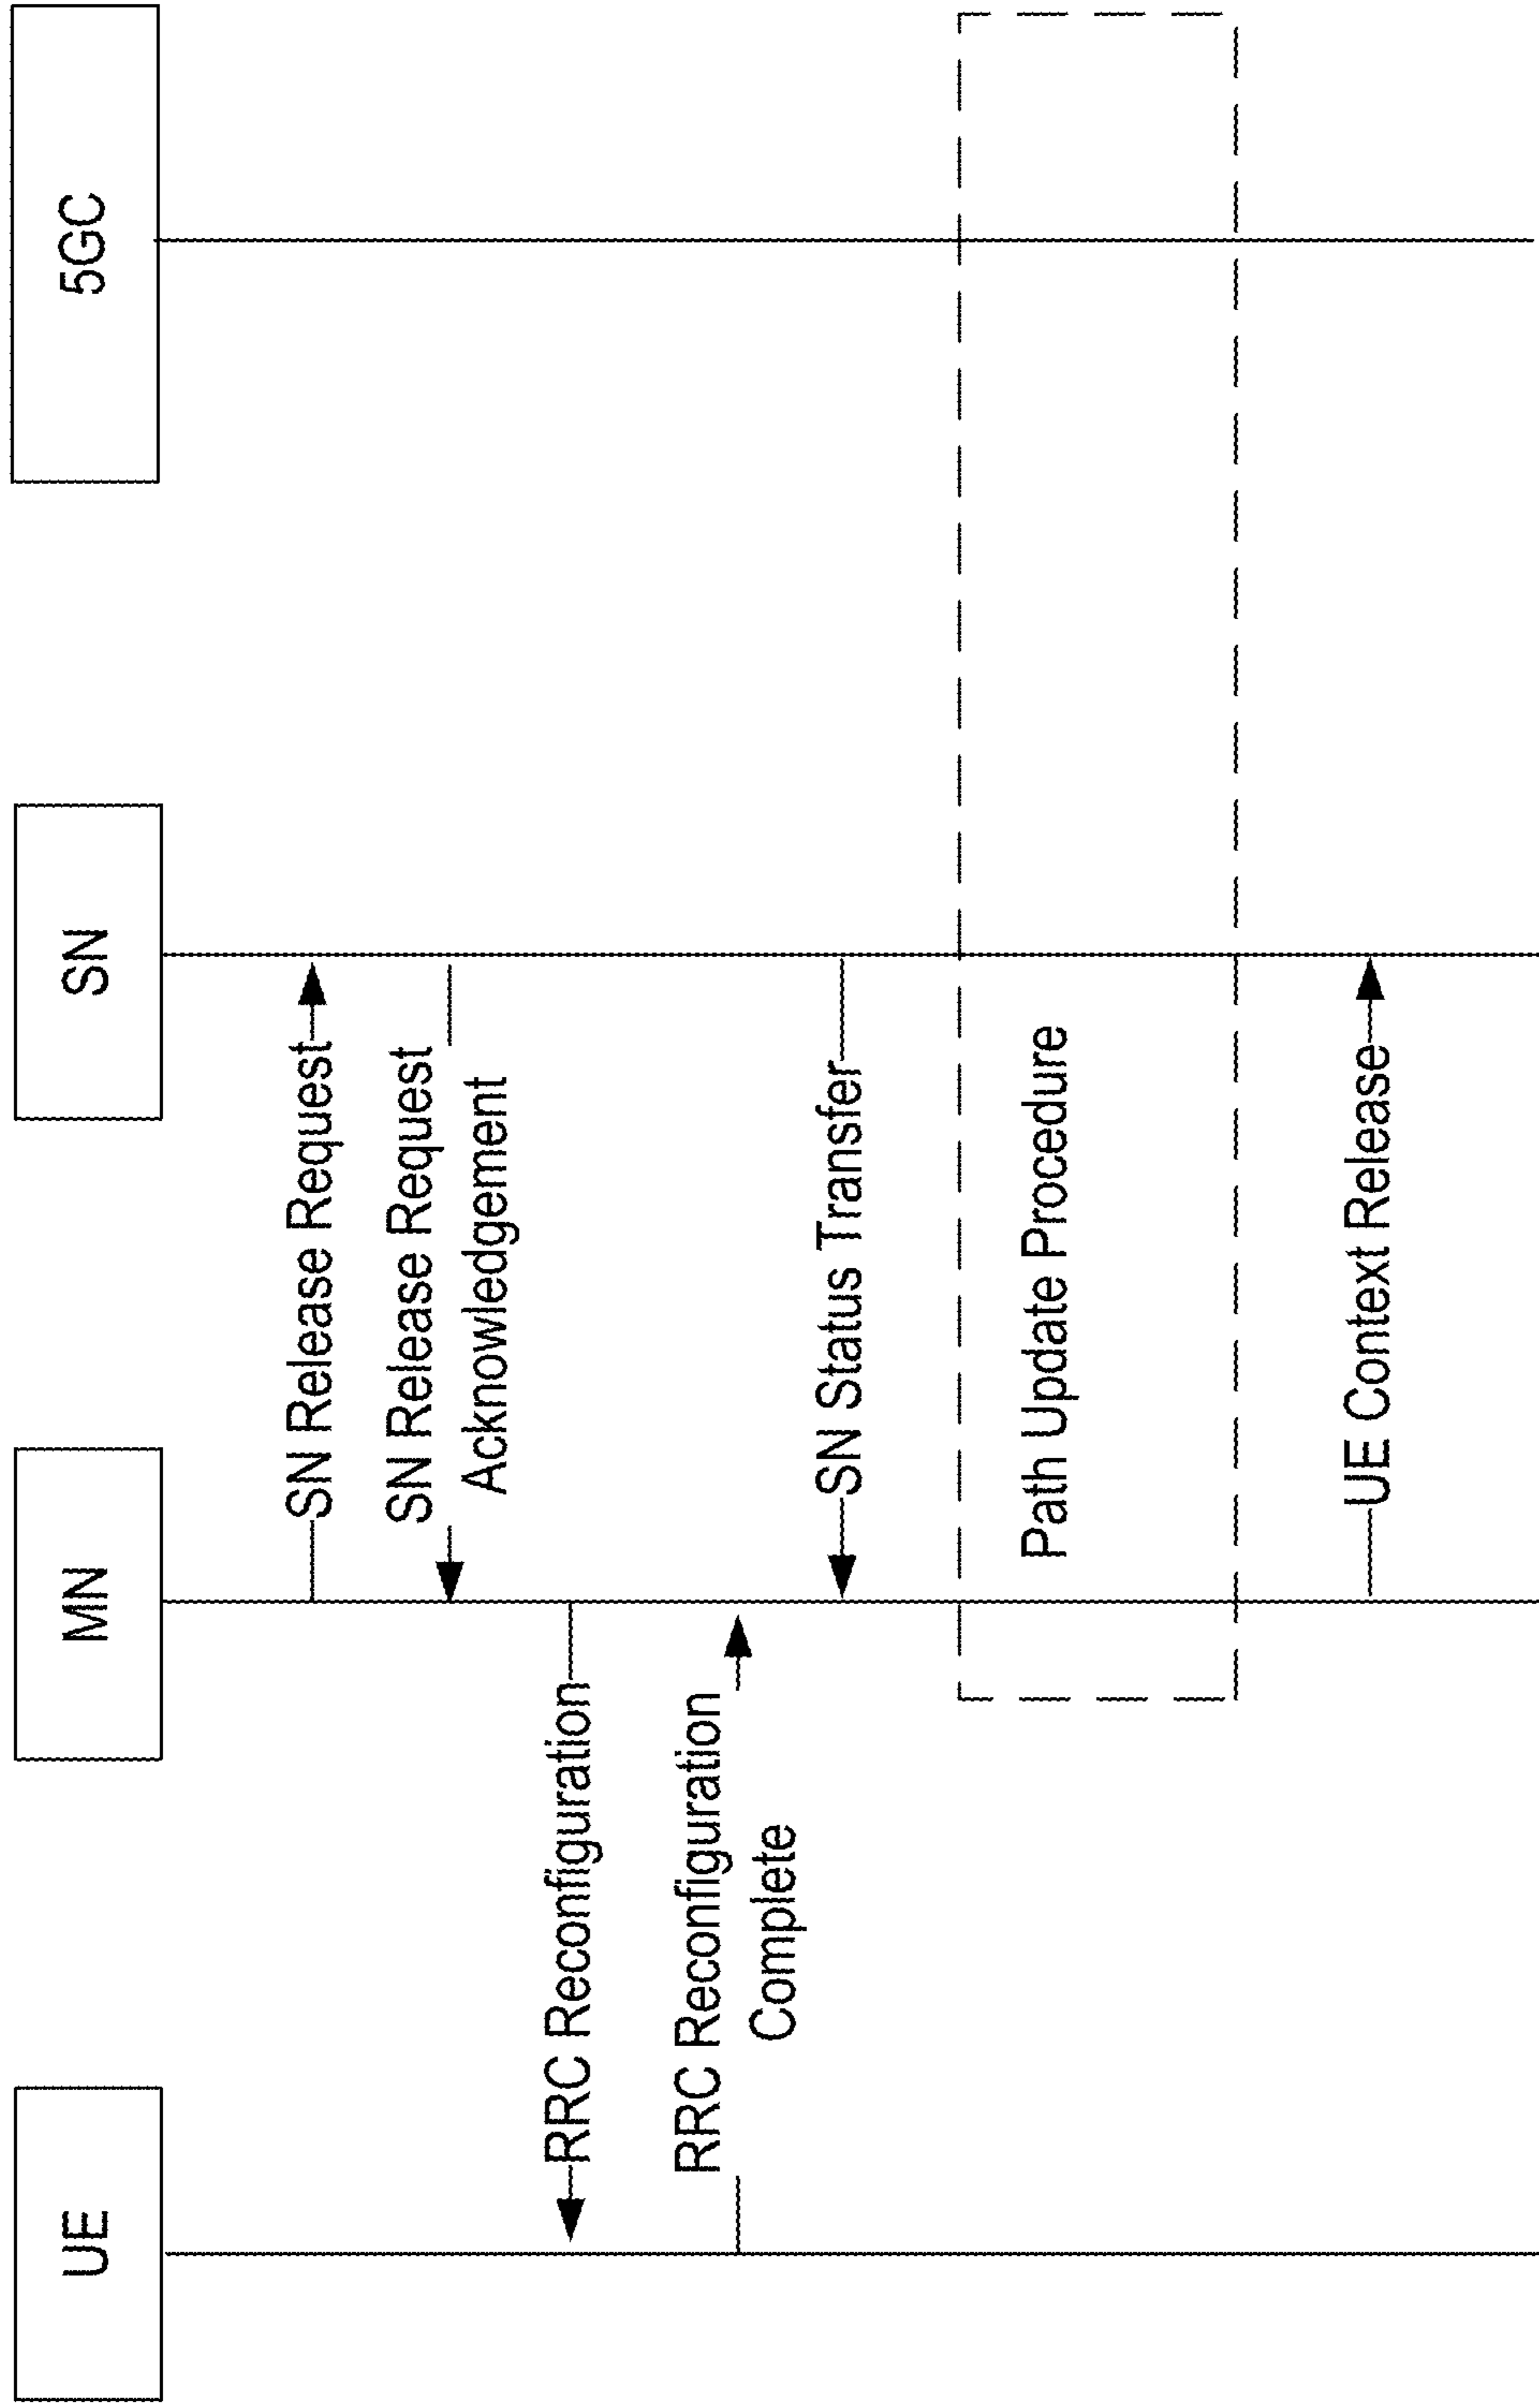 UE
MN
SN
5GC
SN Release Request
SN Release Request
Acknowledgement
RRC Reconfiguration
RRC Reconfiguration
Complete
SN Status Transfer
Path Update Procedure
UE Context Release